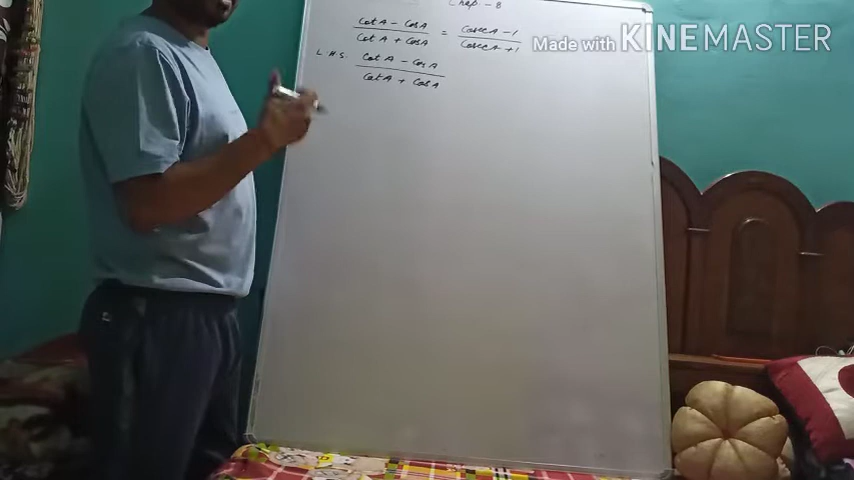 Chap - 8
Cot A - Cos A / Cot A + Cos A = Cosec A - 1 / Cosec A + 1
L.H.S. Cot A - Cos A / Cot A + Cos A
Made with KINEMASTER